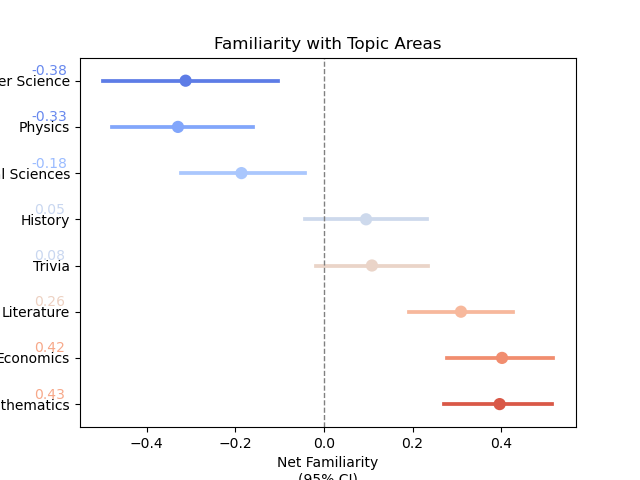 Familiarity with Topic Areas
-0.38
er Science
-0.33
Physics
-0.18
l Sciences
0.05
History
0.08
Trivia
0.26
Literature
0.42
Economics
0.43
thematics
−0.4 −0.2 0.0 0.2 0.4
Net Familiarity
(95% CI)